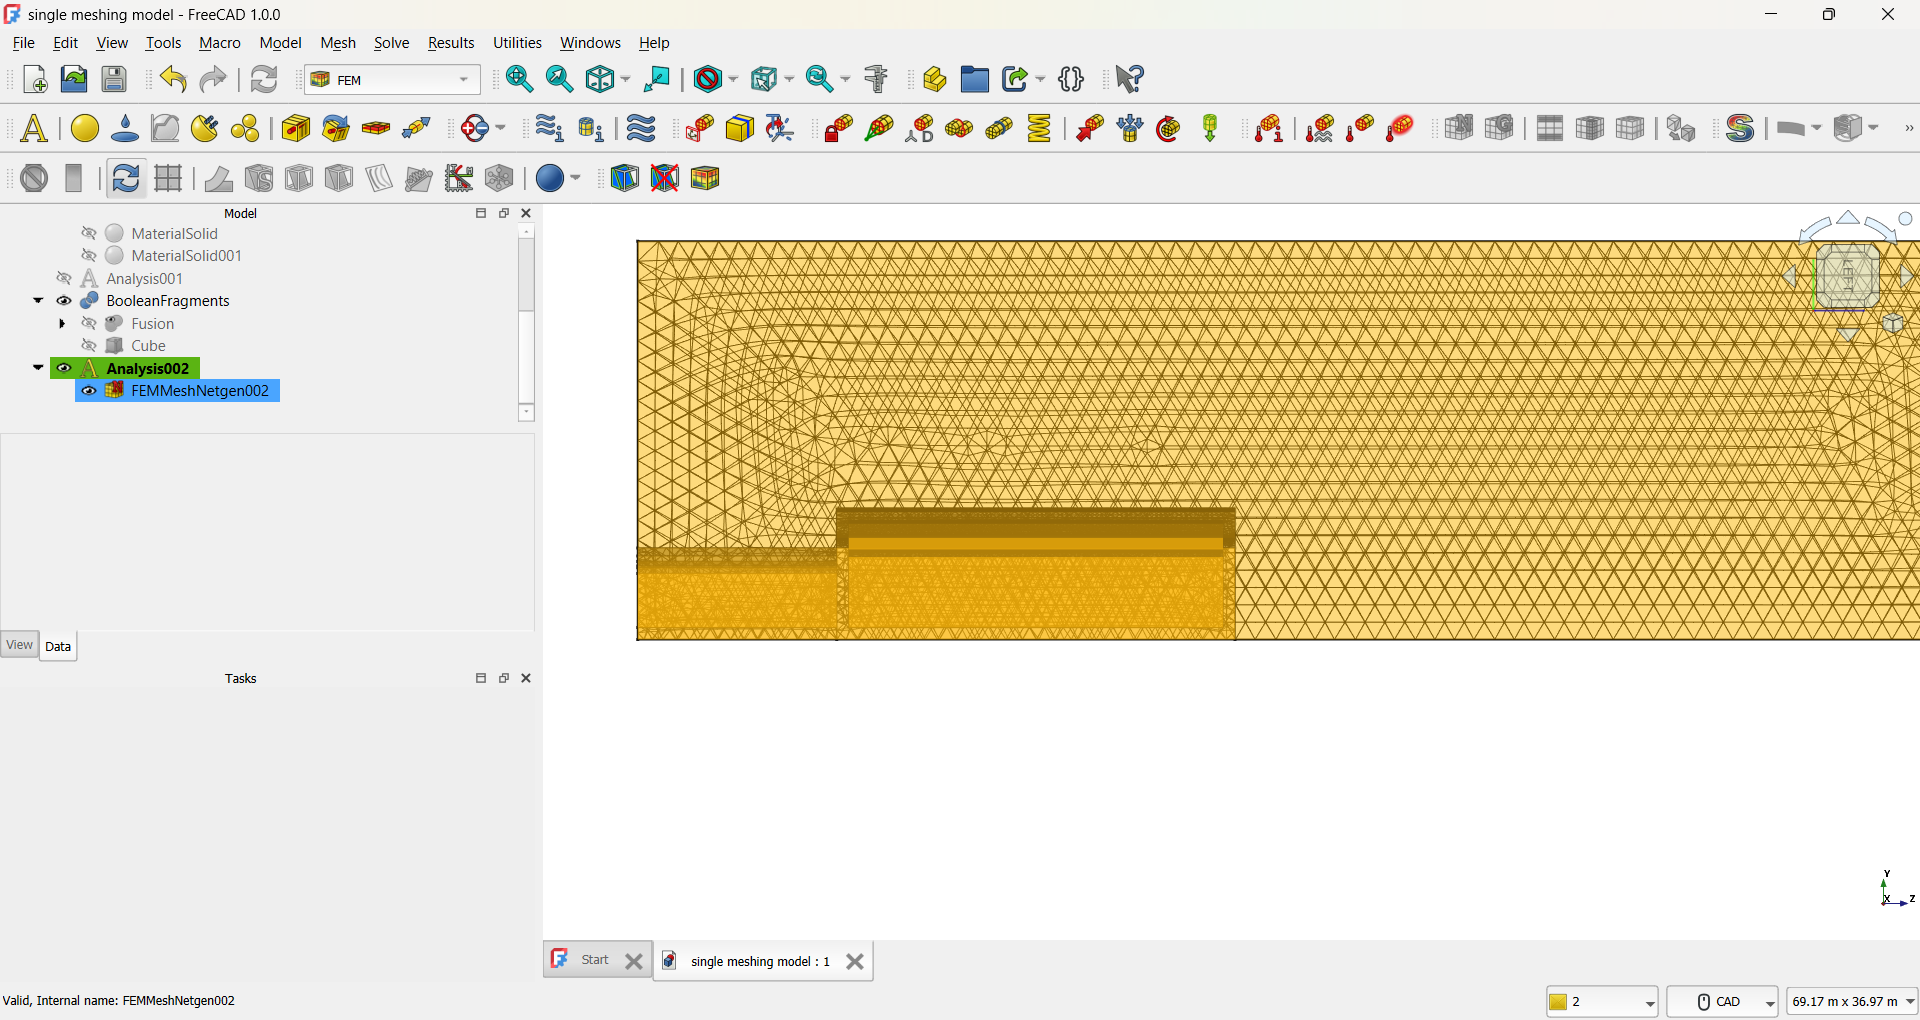 single meshing model - FreeCAD 1.0.0
File Edit View Tools Macro Model Mesh Solve Results Utilities Windows Help
FEM
Model
MaterialSolid
MaterialSolid001
Analysis001
BooleanFragments
Fusion
Cube
Analysis002
FEMMeshNetgen002
View Data
Tasks
LEFT
Y
X Z
Start
single meshing model : 1
Valid, Internal name: FEMMeshNetgen002
2
CAD
69.17 m x 36.97 m